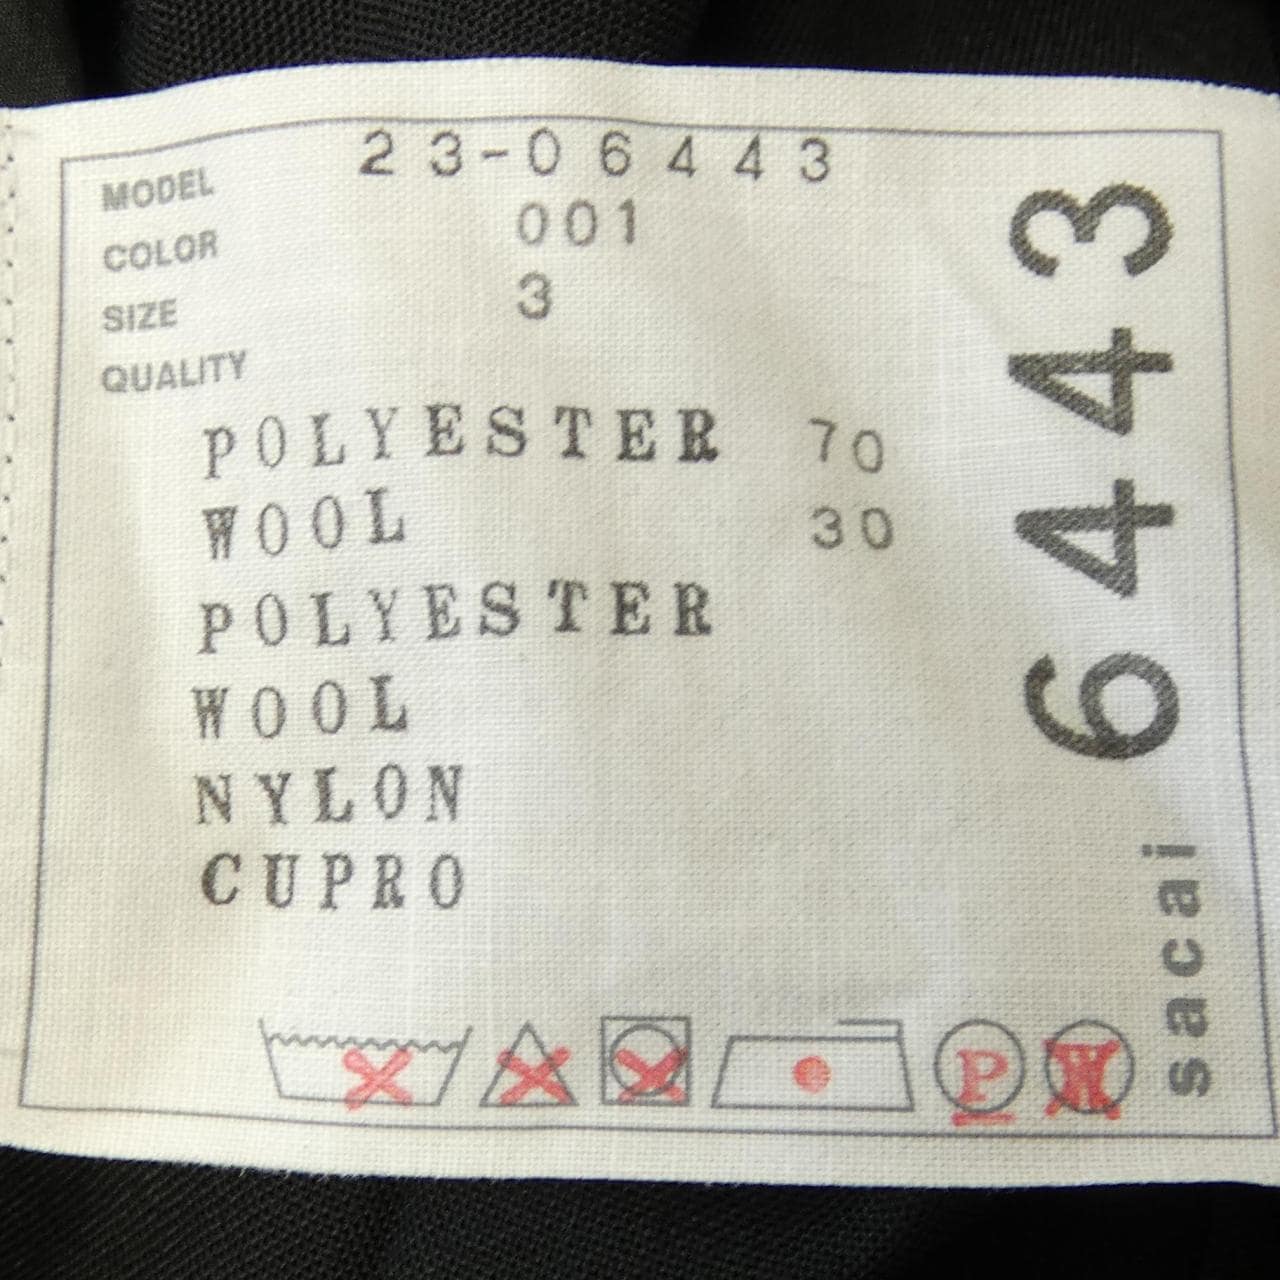 MODEL 23-06443
COLOR 001
SIZE 3
QUALITY
POLYESTER 70
WOOL 30
POLYESTER
WOOL
NYLON
CUPRO
P W
6443
sacai